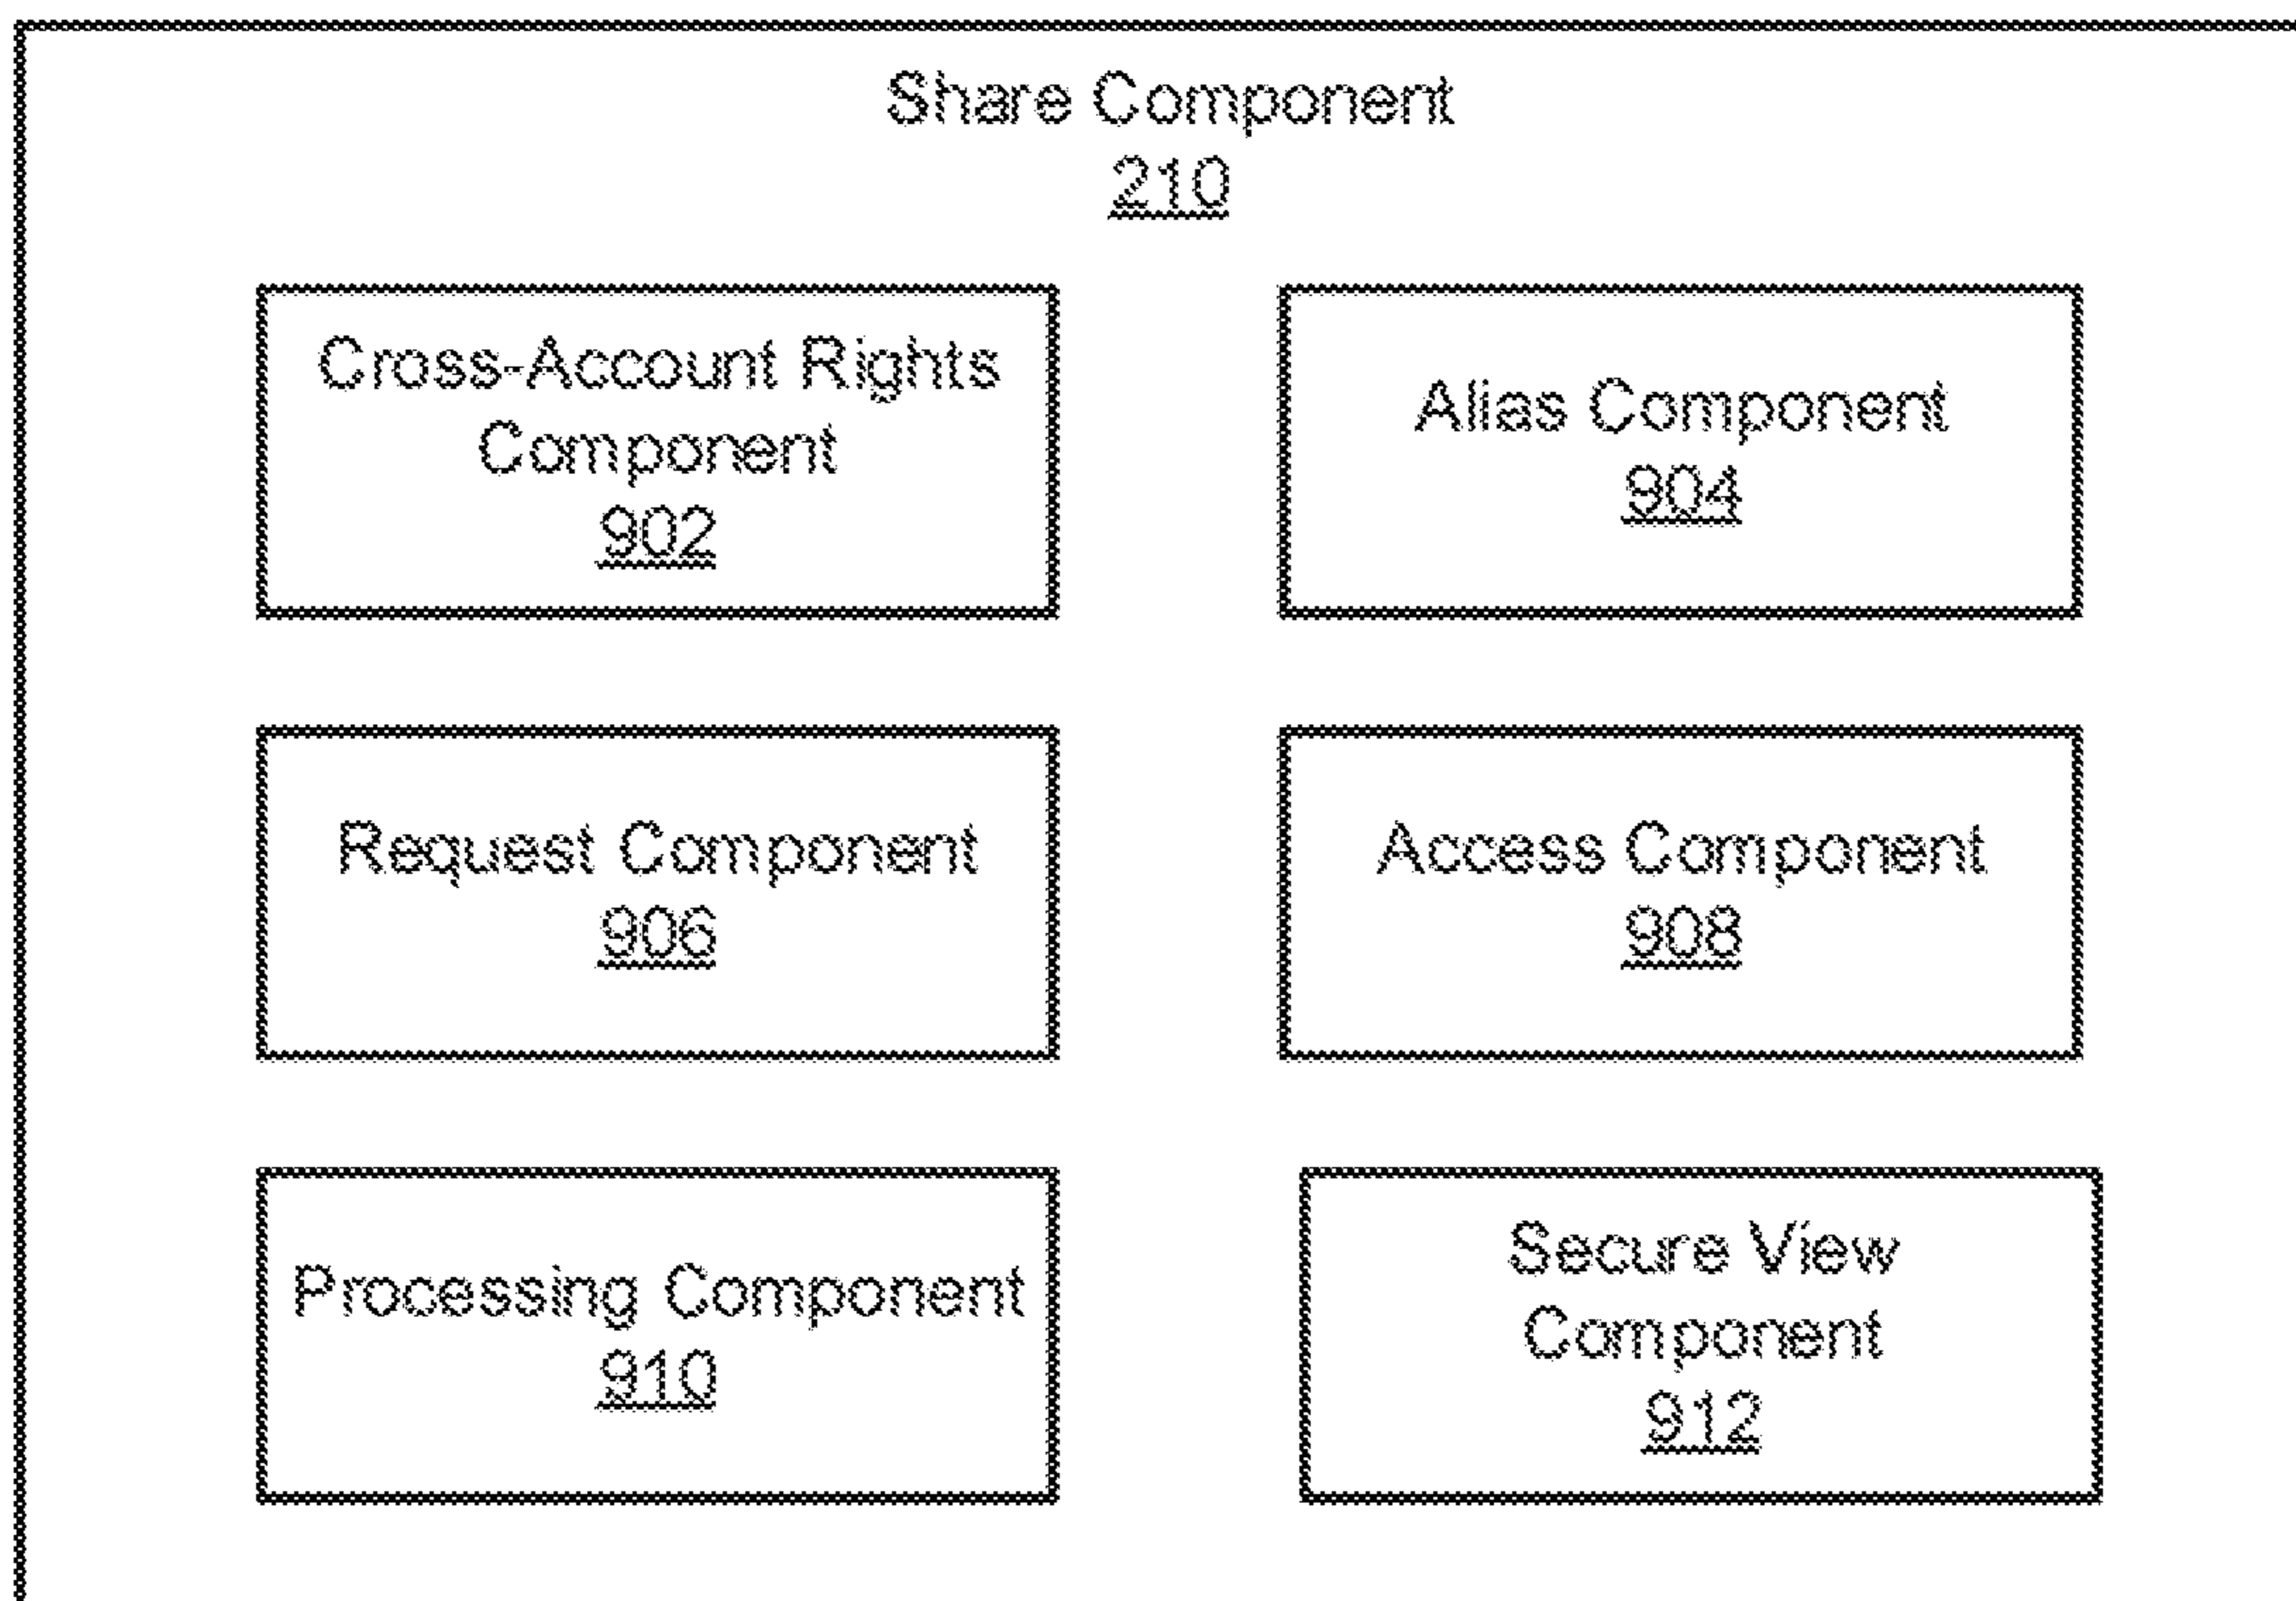 Share Component
210
Cross-Account Rights
Component
902
Alias Component
904
Request Component
906
Access Component
908
Processing Component
910
Secure View
Component
912